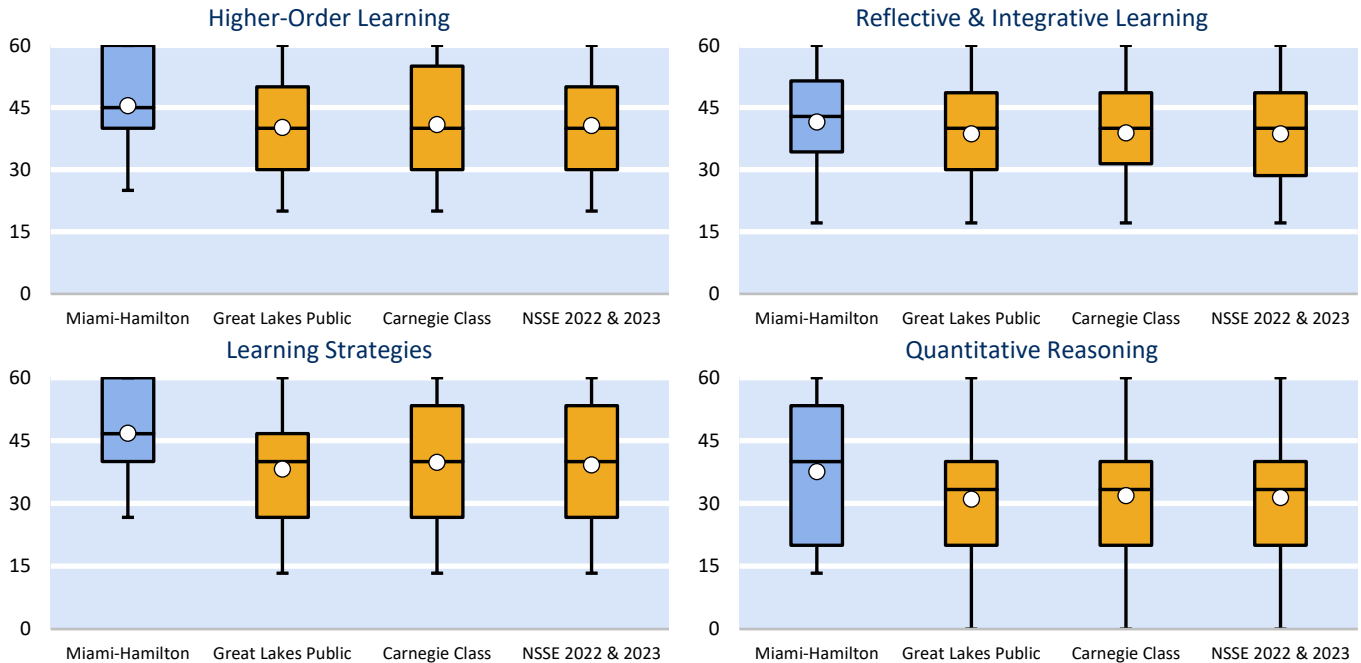 Higher-Order Learning
60
45
30
15
0
Miami-Hamilton Great Lakes Public Carnegie Class NSSE 2022 & 2023
Reflective & Integrative Learning
60
45
30
15
0
Miami-Hamilton Great Lakes Public Carnegie Class NSSE 2022 & 2023
Learning Strategies
60
45
30
15
0
Miami-Hamilton Great Lakes Public Carnegie Class NSSE 2022 & 2023
Quantitative Reasoning
60
45
30
15
0
Miami-Hamilton Great Lakes Public Carnegie Class NSSE 2022 & 2023